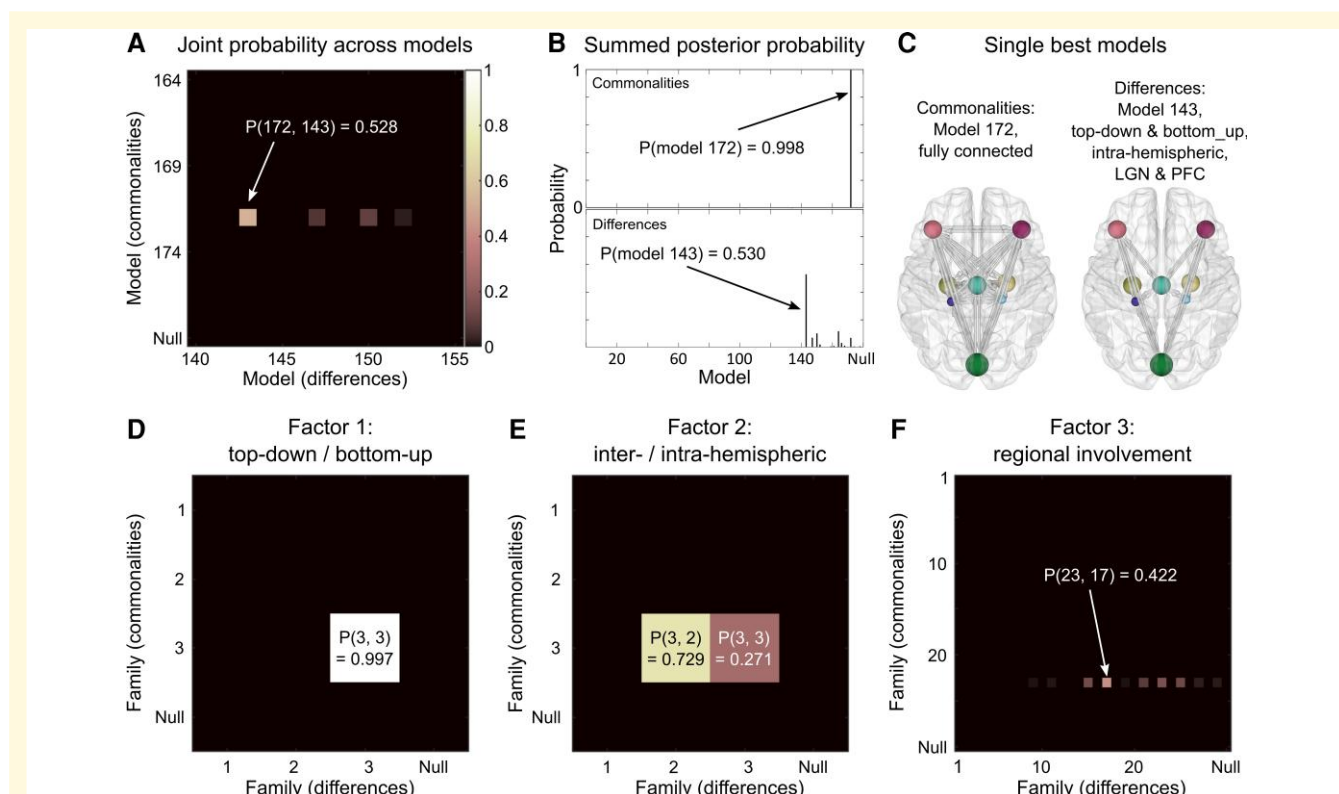 A Joint probability across models
Model (commonalities)
164
169
174
Null
P(172, 143) = 0.528
1
0.8
0.6
0.4
0.2
0
140 145 150 155
Model (differences)
B Summed posterior probability
Probability
1
0
Commonalities
P(model 172) = 0.998
Differences
P(model 143) = 0.530
20 60 100 140 Null
Model
C Single best models
Commonalities:
Model 172,
fully connected
Differences:
Model 143,
top-down & bottom_up,
intra-hemispheric,
LGN & PFC
D Factor 1:
top-down / bottom-up
Family (commonalities)
1
2
3
Null
P(3, 3)
= 0.997
1 2 3 Null
Family (differences)
E Factor 2:
inter- / intra-hemispheric
Family (commonalities)
1
2
3
Null
P(3, 2)
= 0.729
P(3, 3)
= 0.271
1 2 3 Null
Family (differences)
F Factor 3:
regional involvement
Family (commonalities)
1
10
20
Null
P(23, 17) = 0.422
1 10 20 Null
Family (differences)